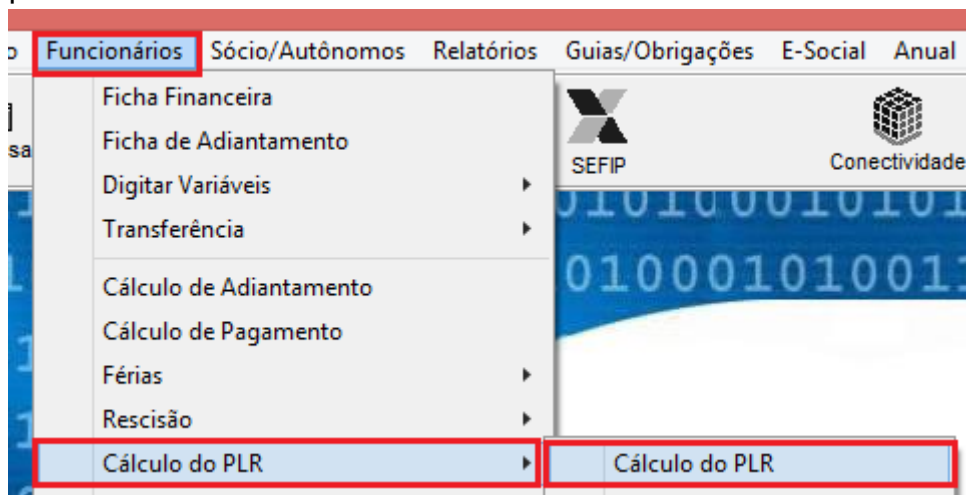 Funcionários Sócio/Autônomos Relatórios Guias/Obrigações E-Social Anual
Ficha Financeira
Ficha de Adiantamento
Digitar Variáveis
Transferência
SEFIP
Conectividade
Cálculo de Adiantamento
Cálculo de Pagamento
Férias
Rescisão
Cálculo do PLR
Cálculo do PLR